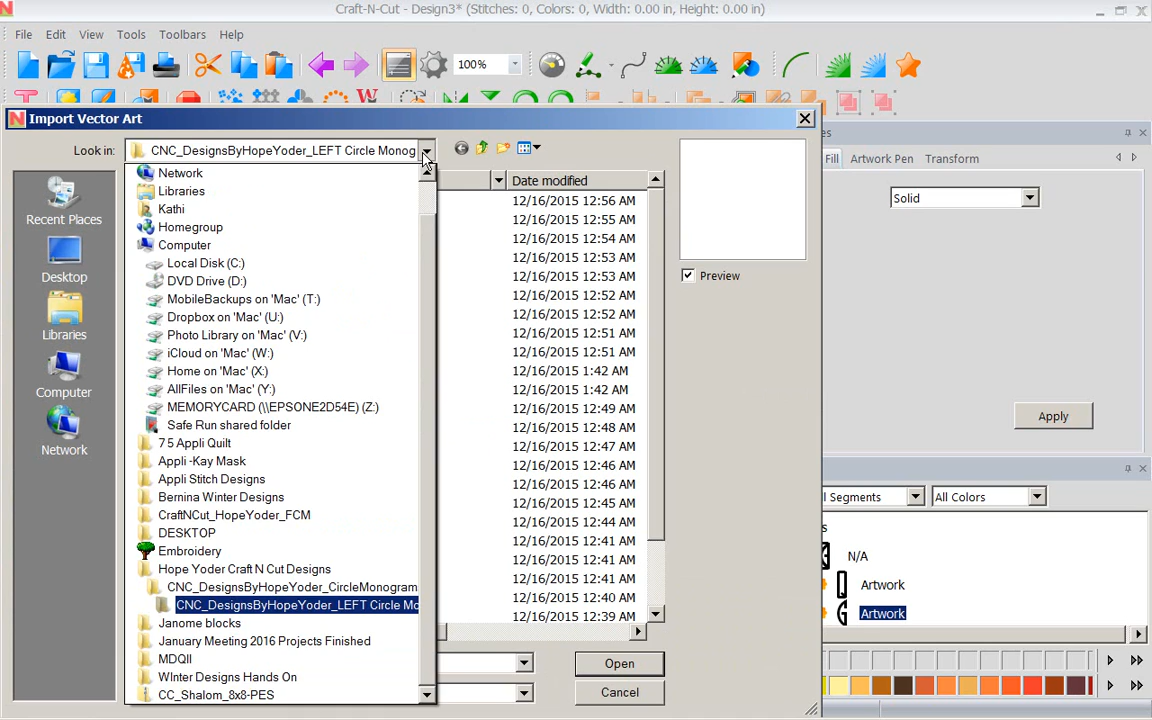 Craft-N-Cut - Design3* (Stitches: 0, Colors: 0, Width: 0.00 in, Height: 0.00 in)
File Edit View Tools Toolbars Help
100%
Import Vector Art
Look in: CNC_DesignsByHopeYoder_LEFT Circle Monog
Fill Artwork Pen Transform
Solid
Recent Places
Desktop
Libraries
Computer
Network
Network
Libraries
Kathi
Homegroup
Computer
Local Disk (C:)
DVD Drive (D:)
MobileBackups on 'Mac' (T:)
Dropbox on 'Mac' (U:)
Photo Library on 'Mac' (V:)
iCloud on 'Mac' (W:)
Home on 'Mac' (X:)
AllFiles on 'Mac' (Y:)
MEMORYCARD (\\EPSONE2D54E) (Z:)
Safe Run shared folder
7 5 Appli Quilt
Appli -Kay Mask
Appli Stitch Designs
Bernina Winter Designs
CraftNCut_HopeYoder_FCM
DESKTOP
Embroidery
Hope Yoder Craft N Cut Designs
CNC_DesignsByHopeYoder_CircleMonogram
CNC_DesignsByHopeYoder_LEFT Circle Mo
Janome blocks
January Meeting 2016 Projects Finished
MDQII
WInter Designs Hands On
CC_Shalom_8x8-PES
Date modified
12/16/2015 12:56 AM
12/16/2015 12:55 AM
12/16/2015 12:54 AM
12/16/2015 12:53 AM
12/16/2015 12:53 AM
12/16/2015 12:52 AM
12/16/2015 12:52 AM
12/16/2015 12:51 AM
12/16/2015 12:51 AM
12/16/2015 1:42 AM
12/16/2015 1:42 AM
12/16/2015 12:49 AM
12/16/2015 12:48 AM
12/16/2015 12:47 AM
12/16/2015 12:46 AM
12/16/2015 12:46 AM
12/16/2015 12:45 AM
12/16/2015 12:44 AM
12/16/2015 12:41 AM
12/16/2015 12:41 AM
12/16/2015 12:41 AM
12/16/2015 12:40 AM
12/16/2015 12:39 AM
Preview
Open
Cancel
Apply
Segments All Colors
N/A
Artwork
Artwork